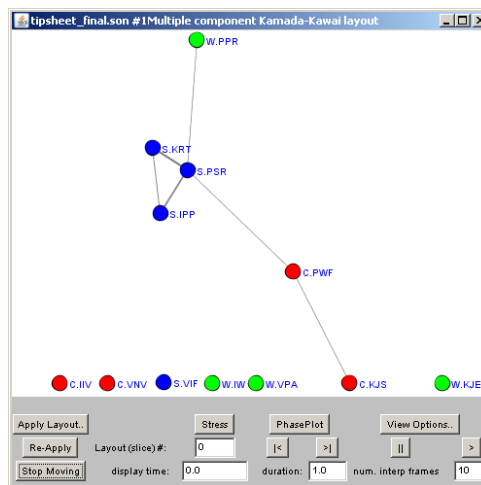 tipsheet_final.son #1Multiple component Kamada-Kawai layout
W.PPR
S.KRT
S.PSR
S.IPP
C.PWF
C.IIV C.VNV S.VIF W.IW W.VPA C.KJS W.KJE
Apply Layout.. Stress PhasePlot View Options..
Re-Apply Layout (slice) #: 0 |< >| || >
Stop Moving display time: 0.0 duration: 1.0 num. interp frames 10